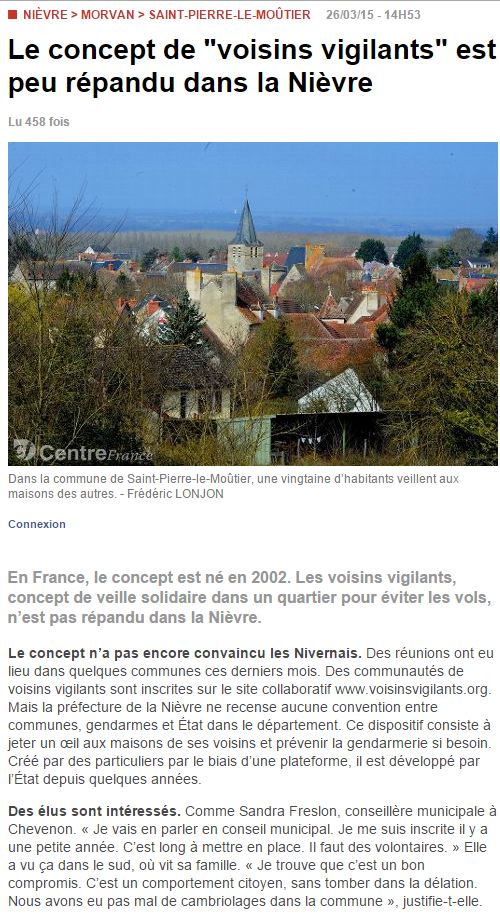 NIÈVRE > MORVAN > SAINT-PIERRE-LE-MOÛTIER 26/03/15 - 14H53
Le concept de "voisins vigilants" est
peu répandu dans la Nièvre
Lu 458 fois
CentreFrance
Dans la commune de Saint-Pierre-le-Moûtier, une vingtaine d'habitants veillent aux
maisons des autres. - Frédéric LONJON
Connexion
En France, le concept est né en 2002. Les voisins vigilants,
concept de veille solidaire dans un quartier pour éviter les vols,
n'est pas répandu dans la Nièvre.
Le concept n'a pas encore convaincu les Nivernais. Des réunions ont eu
lieu dans quelques communes ces derniers mois. Des communautés de
voisins vigilants sont inscrites sur le site collaboratif www.voisinsvigilants.org.
Mais la préfecture de la Nièvre ne recense aucune convention entre
communes, gendarmes et État dans le département. Ce dispositif consiste à
jeter un œil aux maisons de ses voisins et prévenir la gendarmerie si besoin.
Créé par des particuliers par le biais d'une plateforme, il est développé par
l'État depuis quelques années.
Des élus sont intéressés. Comme Sandra Freslon, conseillère municipale à
Chevenon. « Je vais en parler en conseil municipal. Je me suis inscrite il y a
une petite année. C'est long à mettre en place. Il faut des volontaires. » Elle
a vu ça dans le sud, où vit sa famille. « Je trouve que c'est un bon
compromis. C'est un comportement citoyen, sans tomber dans la délation.
Nous avons eu pas mal de cambriolages dans la commune », justifie-t-elle.